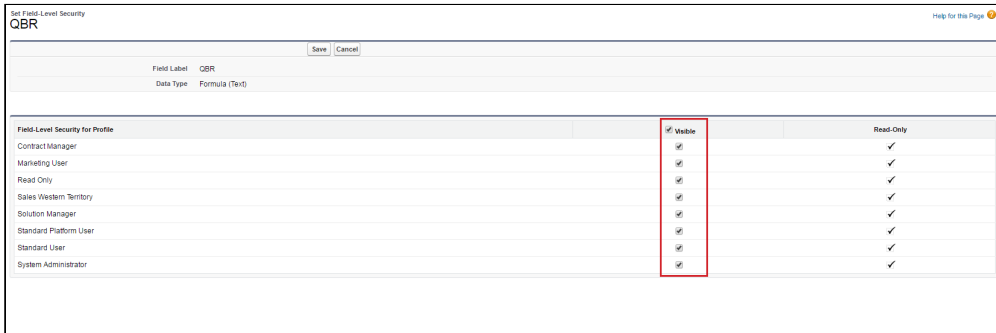 Set Field-Level Security
QBR
Help for this Page ?
Save Cancel
Field Label QBR
Data Type Formula (Text)
Field-Level Security for Profile Visible Read-Only
Contract Manager
Marketing User
Read Only
Sales Western Territory
Solution Manager
Standard Platform User
Standard User
System Administrator